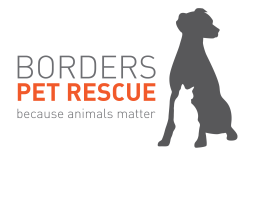 BORDERS
PET RESCUE
because animals matter